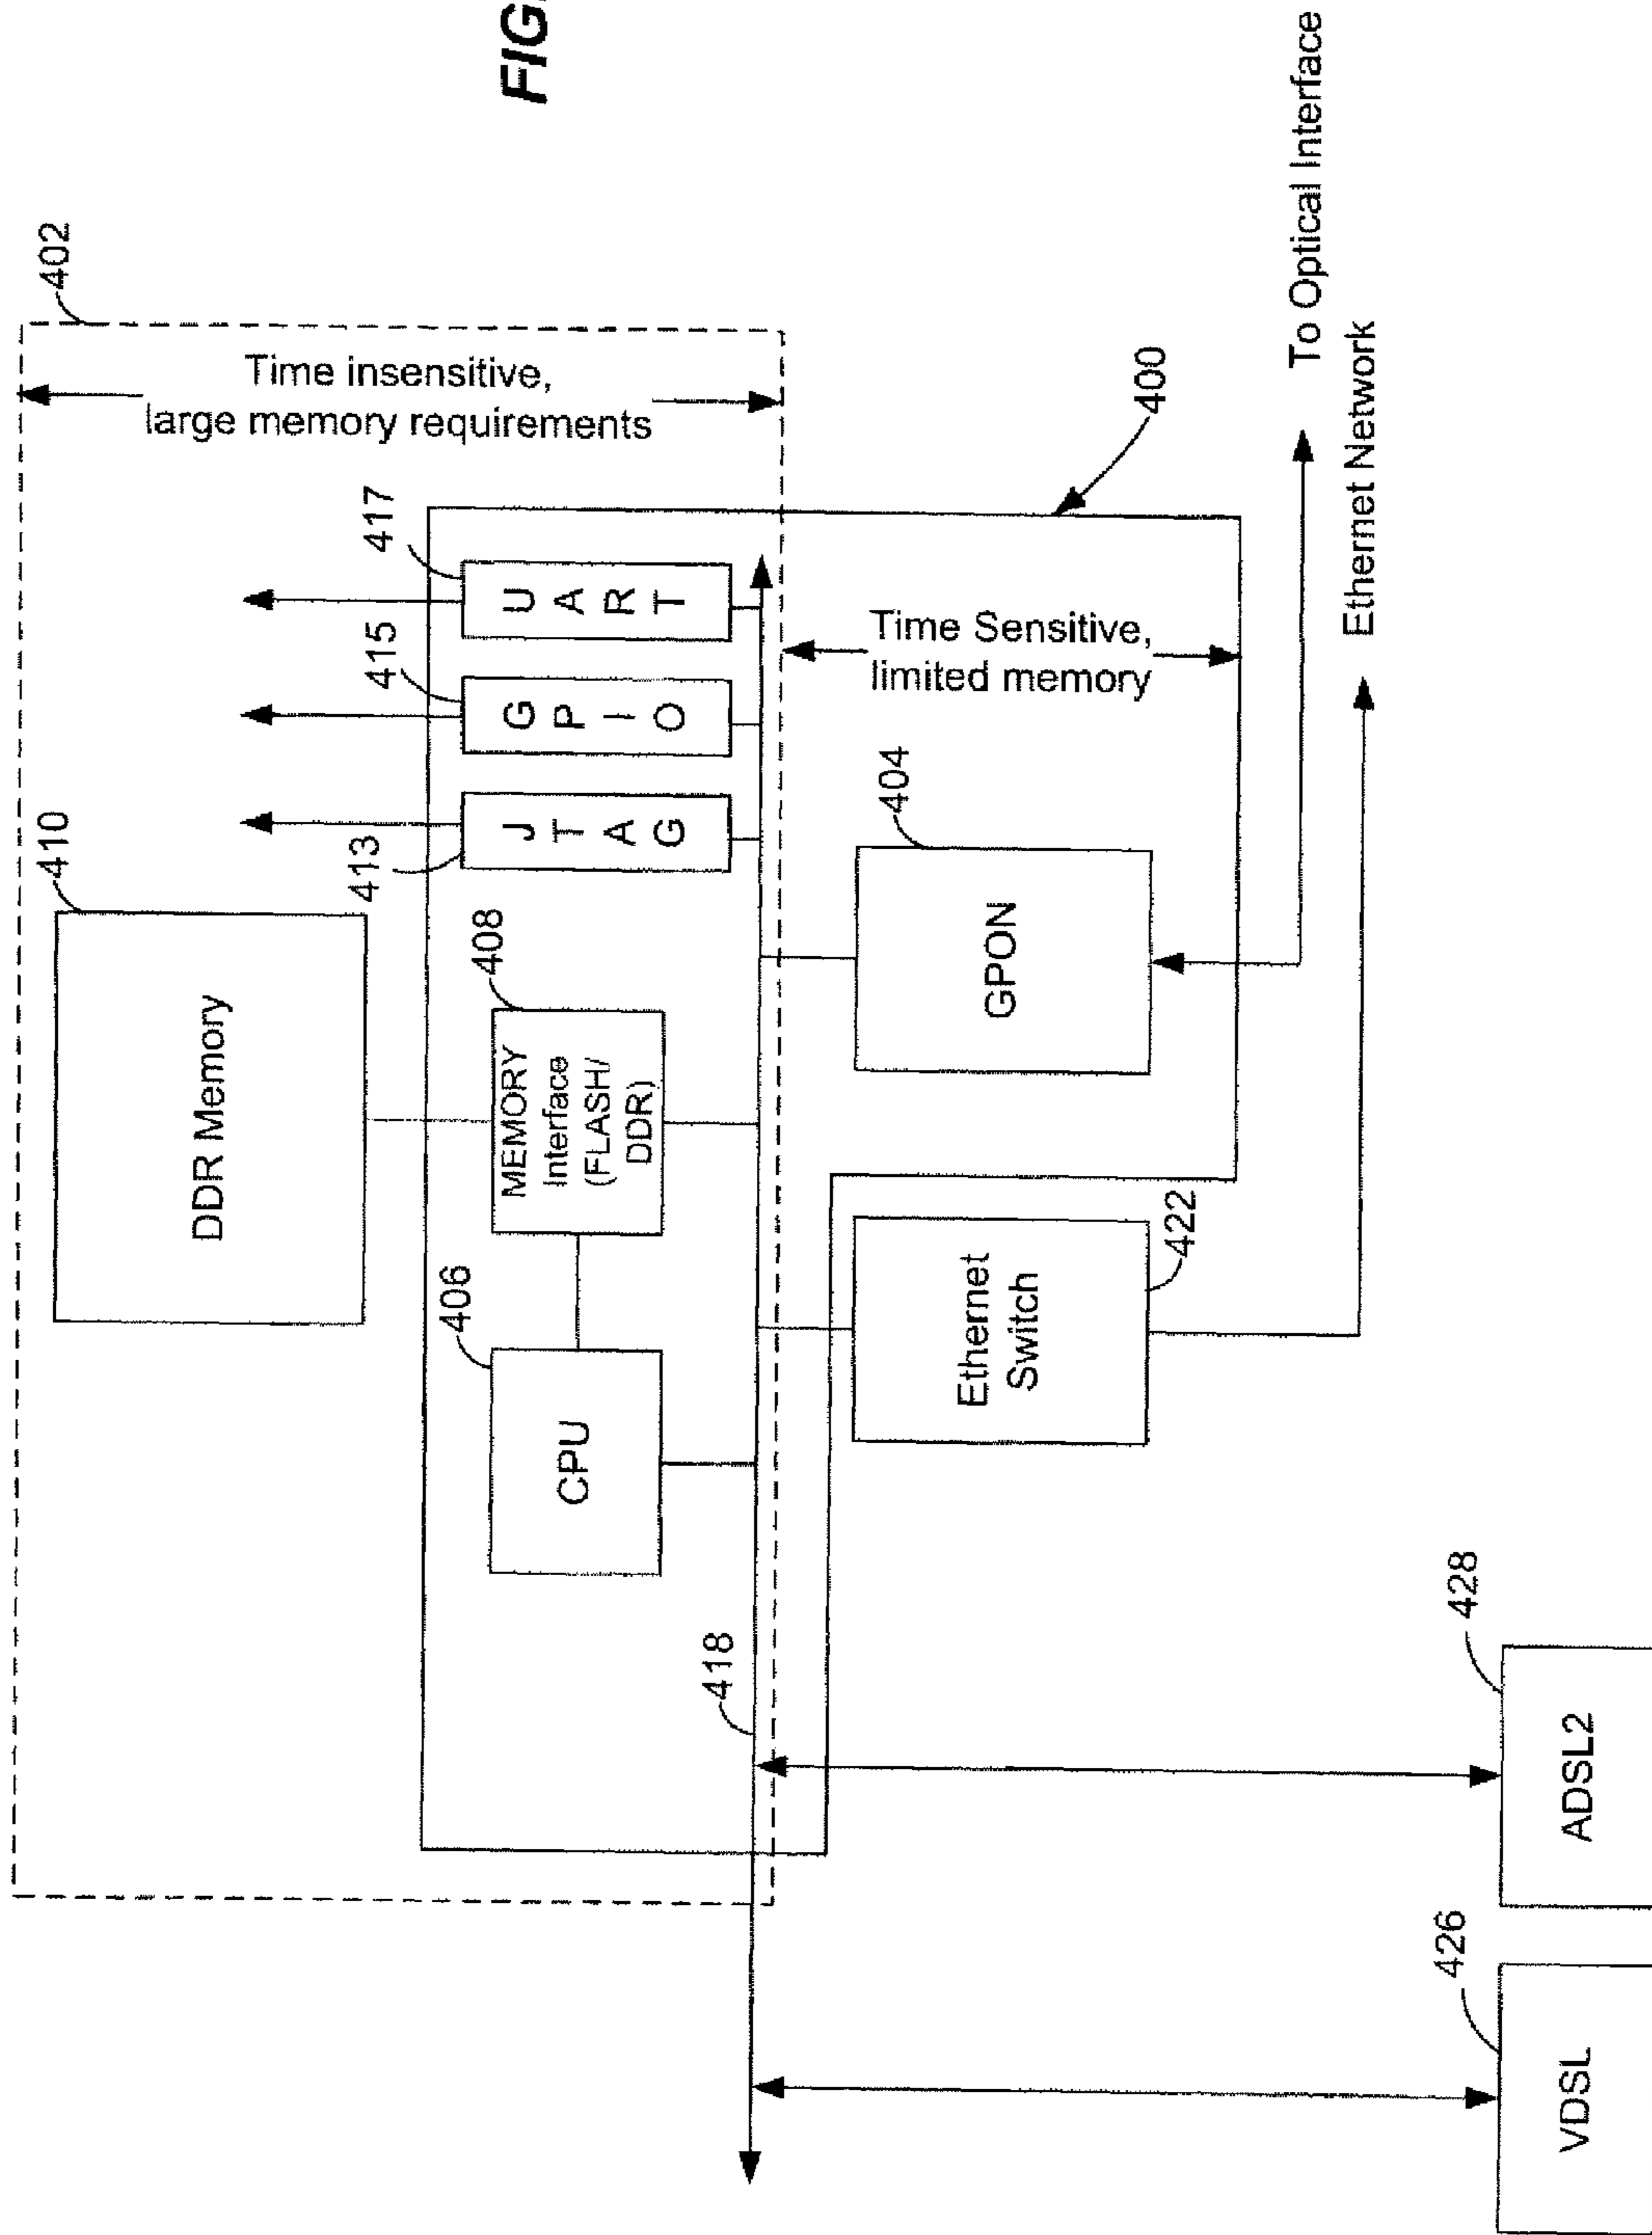 FIG
402
Time insensitive,
large memory requirements
410
DDR Memory
413
415
417
J
T
A
G
G
P
I
O
U
A
R
T
408
MEMORY
Interface
(FLASH/
DDR)
406
CPU
418
400
Time Sensitive,
limited memory
404
GPON
Ethernet
Switch
422
To Optical Interface
Ethernet Network
426
VDSL
428
ADSL2